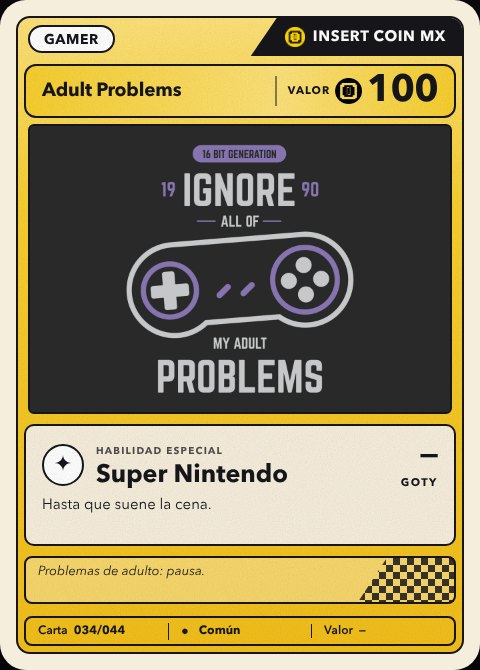 GAMER
INSERT COIN MX
Adult Problems
VALOR 100
16 BIT GENERATION
19 IGNORE 90
ALL OF
MY ADULT
PROBLEMS
HABILIDAD ESPECIAL
Super Nintendo
–
GOTY
Hasta que suene la cena.
Problemas de adulto: pausa.
Carta 034/044 ● Común Valor –